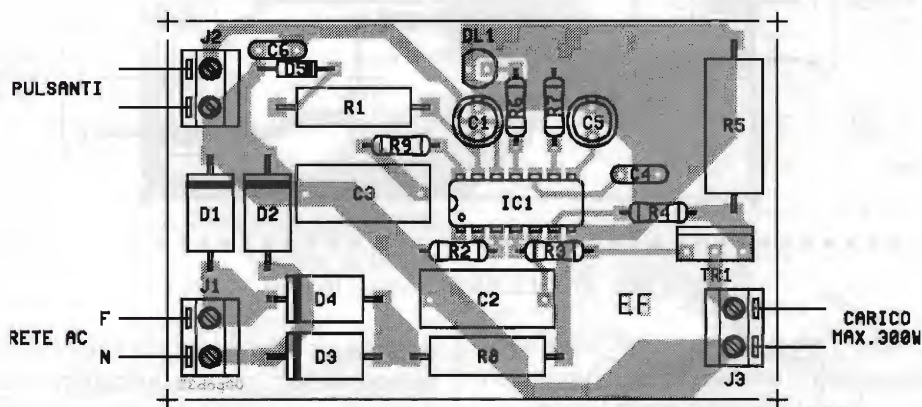 J2
C6
D5
DL1
PULSANTI
R1
C1
R6
R7
C5
R5
R9
C3
C4
IC1
D1
D2
R4
R2
R3
TR1
J1
D4
C2
EF
F
RETE AC
N
D3
R8
CARICO
MAX.300W
J3